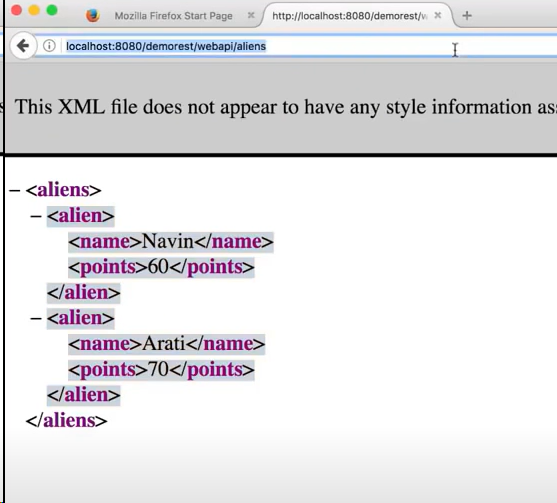 Mozilla Firefox Start Page × http://localhost:8080/demorest/w × +
localhost:8080/demorest/webapi/aliens
This XML file does not appear to have any style information
− <aliens>
− <alien>
<name>Navin</name>
<points>60</points>
</alien>
− <alien>
<name>Arati</name>
<points>70</points>
</alien>
</aliens>